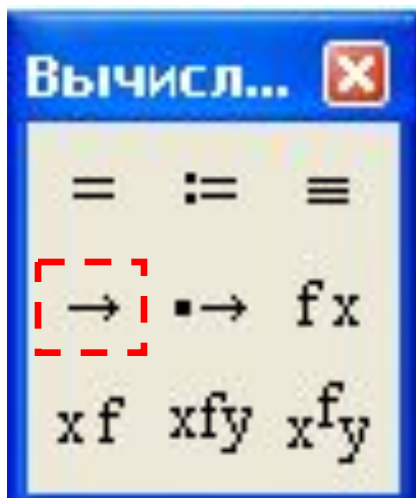 Вычисл...
= := ≡
→ ▪→ f x
x f xfy xfy